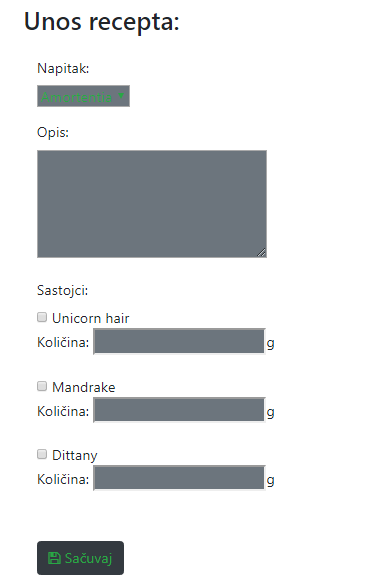 Unos recepta:
Napitak:
Amortentia
Opis:
Sastojci:
Unicorn hair
Količina: g
Mandrake
Količina: g
Dittany
Količina: g
Sačuvaj